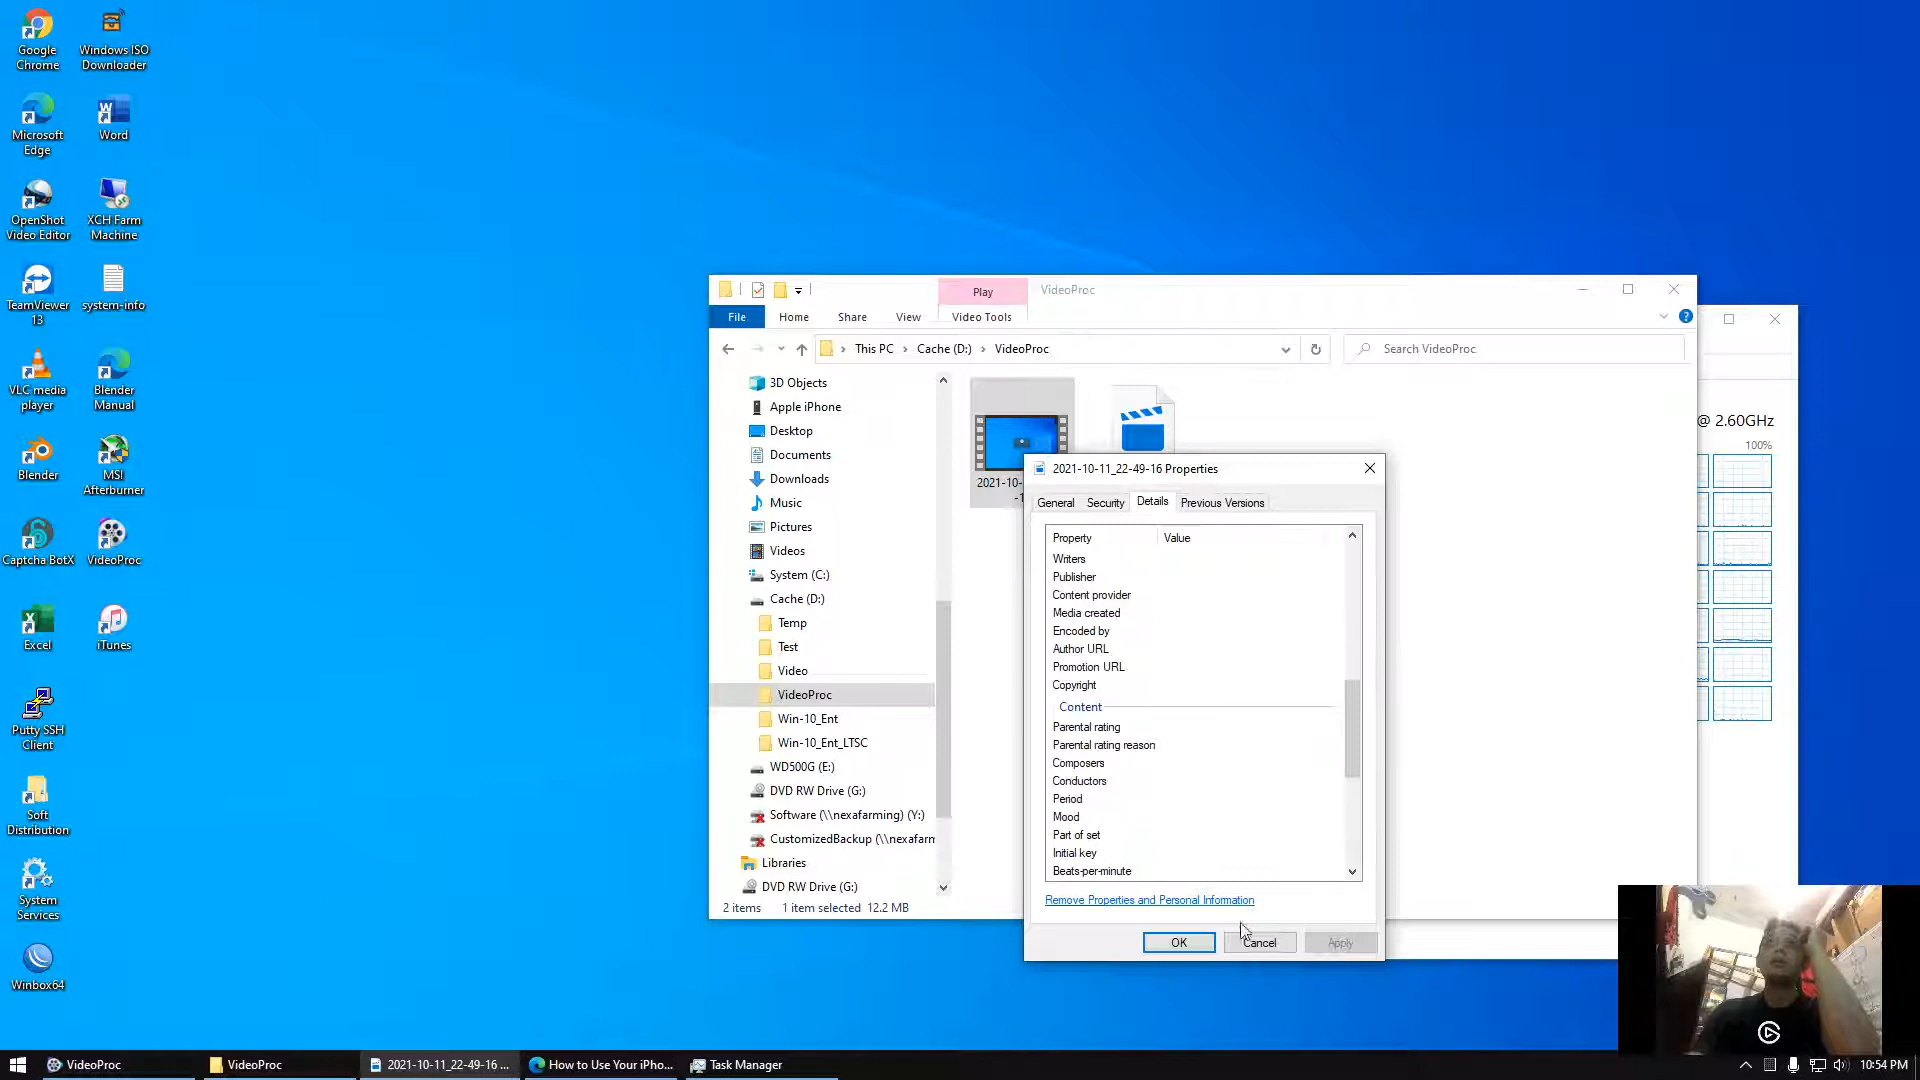 Google
Chrome
Windows ISO
Downloader
Microsoft
Edge
Word
OpenShot
Video Editor
XCH Farm
Machine
TeamViewer
13
system-info
VLC media
player
Blender
Manual
Blender
MSI
Afterburner
Captcha BotX
VideoProc
Excel
iTunes
Putty SSH
Client
Soft
Distribution
System
Services
Winbox64
Play
VideoProc
File
Home
Share
View
Video Tools
This PC
Cache (D:)
VideoProc
Search VideoProc
3D Objects
Apple iPhone
Desktop
Documents
Downloads
Music
Pictures
Videos
System (C:)
Cache (D:)
Temp
Test
Video
VideoProc
Win-10_Ent
Win-10_Ent_LTSC
WD500G (E:)
DVD RW Drive (G:)
Software (\\nexafarming) (Y:)
CustomizedBackup (\\nexafarm
Libraries
DVD RW Drive (G:)
2 items 1 item selected 12.2 MB
2021-10-
@ 2.60GHz
100%
2021-10-11_22-49-16 Properties
General
Security
Details
Previous Versions
Property Value
Writers
Publisher
Content provider
Media created
Encoded by
Author URL
Promotion URL
Copyright
Content
Parental rating
Parental rating reason
Composers
Conductors
Period
Mood
Part of set
Initial key
Beats-per-minute
Remove Properties and Personal Information
OK
Cancel
Apply
VideoProc
VideoProc
2021-10-11_22-49-16 ...
How to Use Your iPho...
Task Manager
10:54 PM